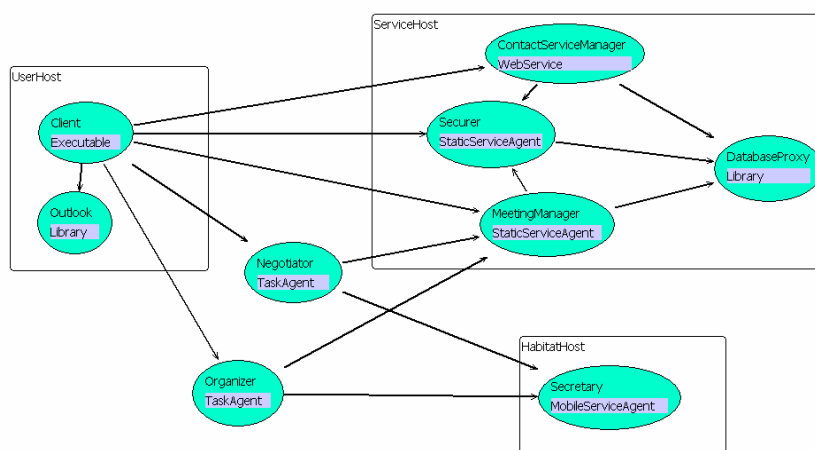 ServiceHost
ContactServiceManager
WebService
UserHost
Client
Executable
Securer
StaticServiceAgent
DatabaseProxy
Library
Outlook
Library
MeetingManager
StaticServiceAgent
Negotiator
TaskAgent
HabitatHost
Organizer
TaskAgent
Secretary
MobileServiceAgent